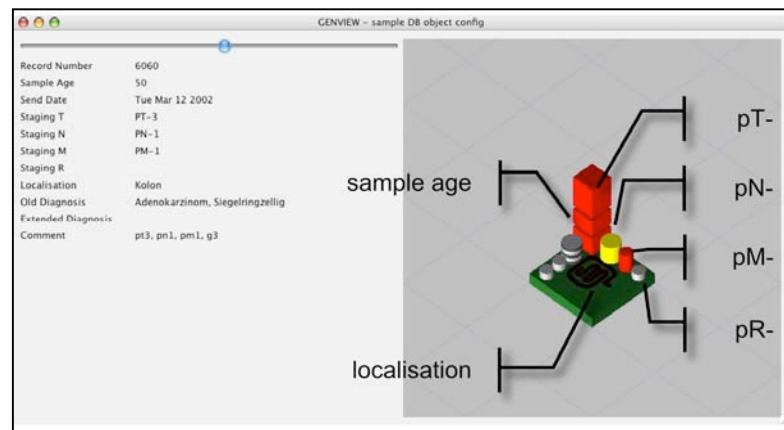 GENVIEW – sample DB object config
Record Number 6060
Sample Age 50
Send Date Tue Mar 12 2002
Staging T PT-3
Staging N PN-1
Staging M PM-1
Staging R
Localisation Kolon
Old Diagnosis Adenokarzinom, Siegelringzellig
Extended Diagnosis
Comment pt3, pn1, pm1, g3
pT-
sample age
pN-
pM-
pR-
localisation